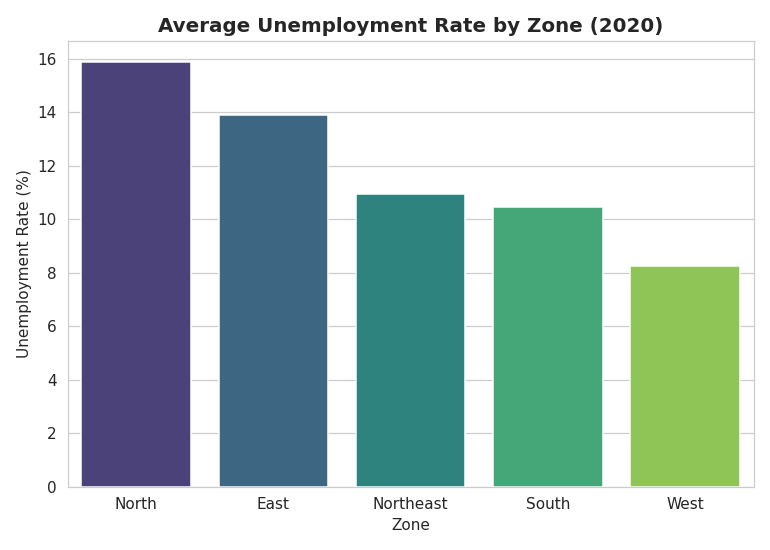 Average Unemployment Rate by Zone (2020)
Unemployment Rate (%)
16
14
12
10
8
6
4
2
0
North East Northeast South West
Zone